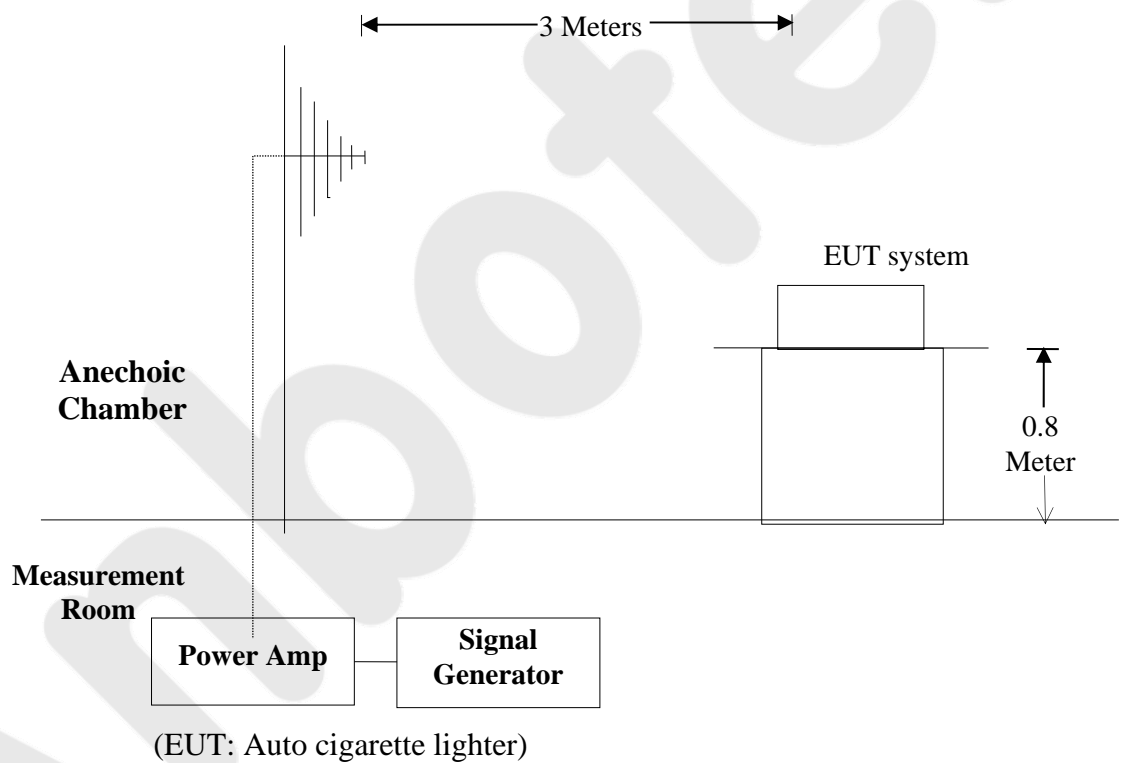 3 Meters
EUT system
Anechoic
Chamber
0.8
Meter
Measurement
Room
Power Amp
Signal
Generator
(EUT: Auto cigarette lighter)